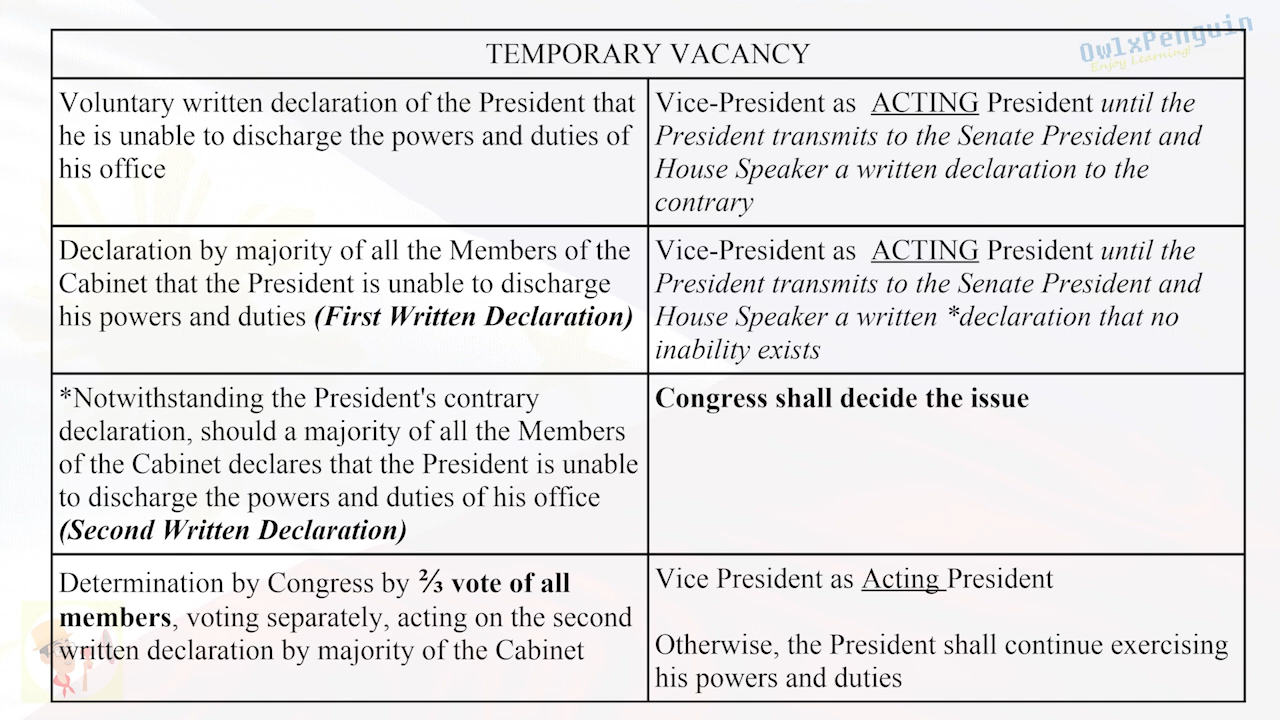 OwlxPenguin
Enjoy Learning!
TEMPORARY VACANCY
Voluntary written declaration of the President that
he is unable to discharge the powers and duties of
his office
Vice-President as ACTING President until the
President transmits to the Senate President and
House Speaker a written declaration to the
contrary
Declaration by majority of all the Members of the
Cabinet that the President is unable to discharge
his powers and duties (First Written Declaration)
Vice-President as ACTING President until the
President transmits to the Senate President and
House Speaker a written *declaration that no
inability exists
*Notwithstanding the President's contrary
declaration, should a majority of all the Members
of the Cabinet declares that the President is unable
to discharge the powers and duties of his office
(Second Written Declaration)
Congress shall decide the issue
Determination by Congress by ⅔ vote of all
members, voting separately, acting on the second
written declaration by majority of the Cabinet
Vice President as Acting President
Otherwise, the President shall continue exercising
his powers and duties